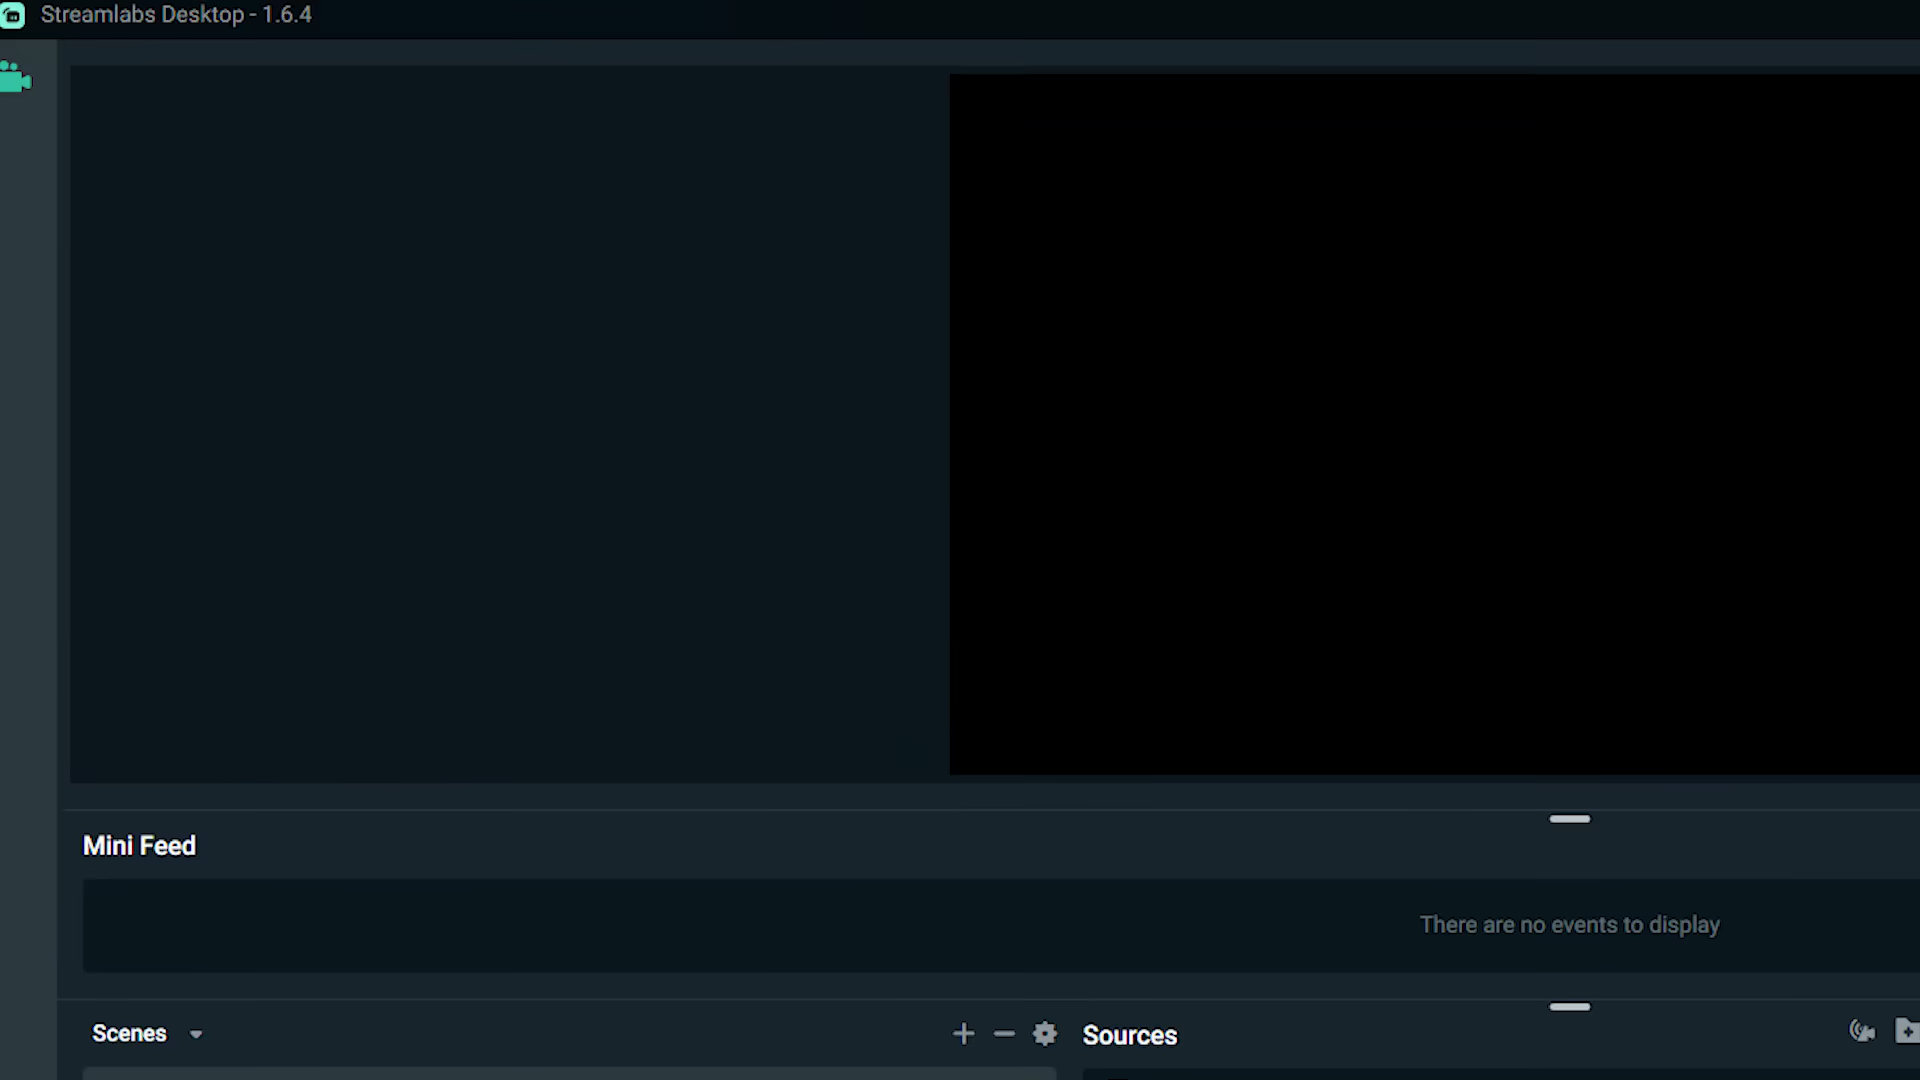 Streamlabs Desktop - 1.6.4
Mini Feed
There are no events to display
Scenes
Sources